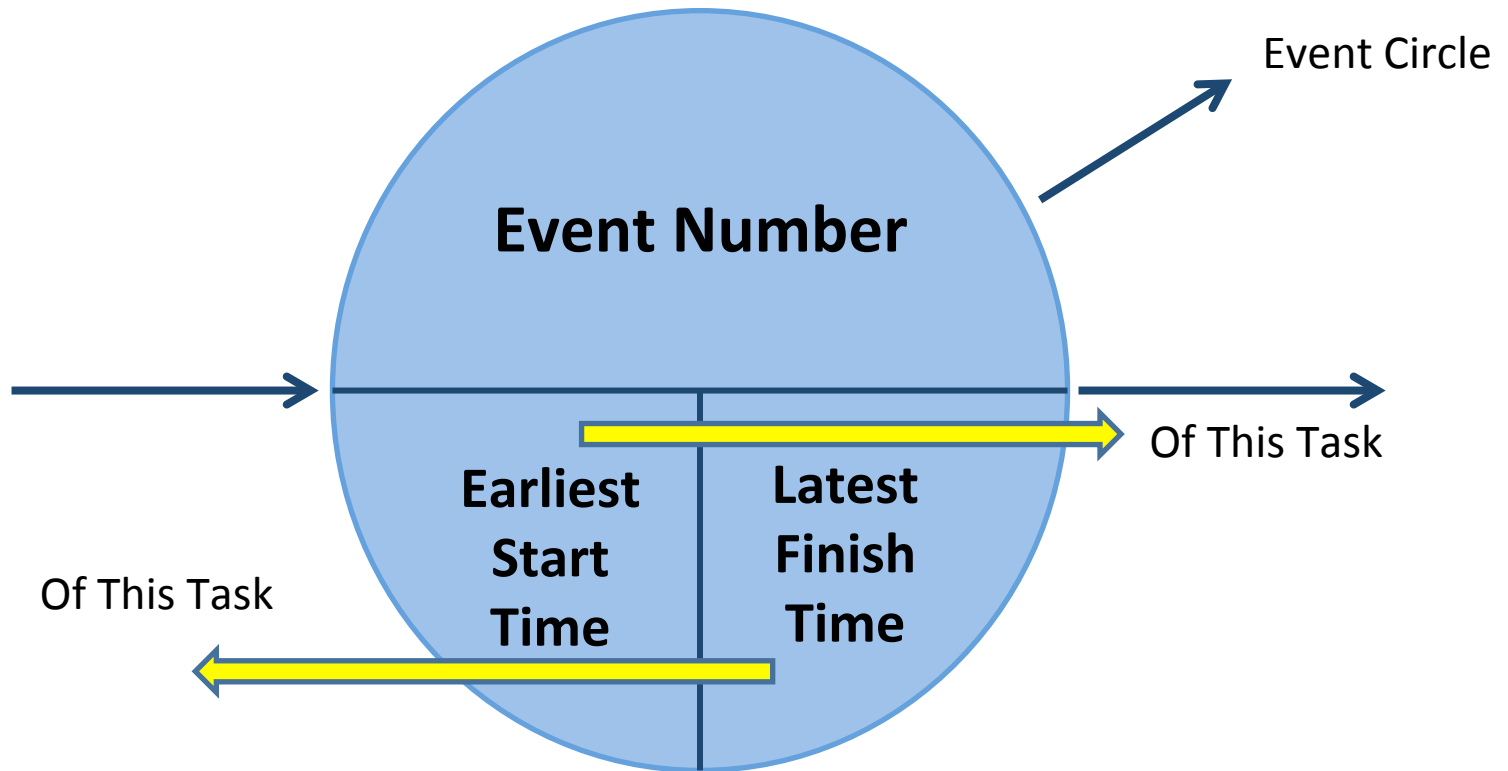 Event Circle
Event Number
Of This Task
Earliest
Start
Time
Latest
Finish
Time
Of This Task